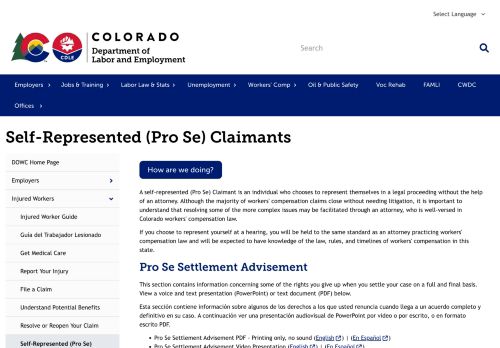 Select Language
COLORADO
Department of
Labor and Employment
CDLE
Search
Employers
Jobs & Training
Labor Law & Stats
Unemployment
Workers' Comp
Oil & Public Safety
Voc Rehab
FAMLI
CWDC
Offices
Self-Represented (Pro Se) Claimants
DOWC Home Page
Employers
Injured Workers
Injured Worker Guide
Guía del Trabajador Lesionado
Get Medical Care
Report Your Injury
File a Claim
Understand Potential Benefits
Resolve or Reopen Your Claim
Self-Represented (Pro Se)
How are we doing?
A self-represented (Pro Se) Claimant is an individual who chooses to represent themselves in a legal proceeding without the help
of an attorney. Although the majority of workers' compensation claims close without needing litigation, it is important to
understand that resolving some of the more complex issues may be facilitated through an attorney, who is well-versed in
Colorado workers' compensation law.
If you choose to represent yourself at a hearing, you will be held to the same standard as an attorney practicing workers'
compensation law and will be expected to have knowledge of the law, rules, and timelines of workers' compensation in this
state.
Pro Se Settlement Advisement
This section contains information concerning some of the rights you give up when you settle your case on a full and final basis.
View a voice and text presentation (PowerPoint) or text document (PDF) below.
Esta sección contiene información sobre algunos de los derechos a los que usted renuncia cuando llega a un acuerdo completo y
definitivo en su caso. A continuación ver una presentación audiovisual de PowerPoint por video o por escrito, o en formato
escrito PDF.
• Pro Se Settlement Advisement PDF - Printing only, no sound (English) | (En Español)
• Pro Se Settlement Advisement Video Presentation (English) | (En Español)